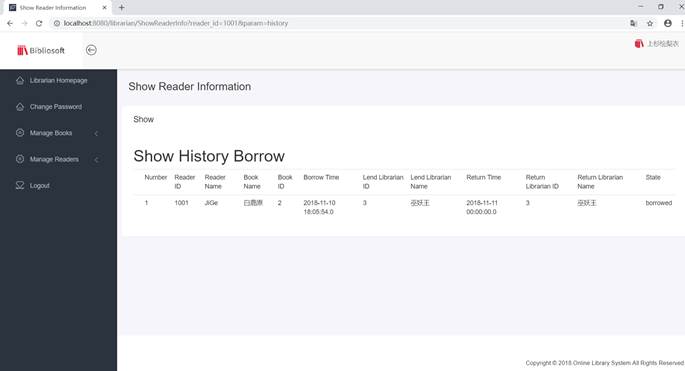 Show Reader Information
localhost:8080/librarian/ShowReaderInfo?reader_id=1001&param=history
Bibliosoft
上杉绘梨衣
Librarian Homepage
Change Password
Manage Books
Manage Readers
Logout
Show Reader Information
Show
Show History Borrow
Number Reader ID Reader Name Book Name Book ID Borrow Time Lend Librarian ID Lend Librarian Name Return Time Return Librarian ID Return Librarian Name State
1 1001 JiGe 白鹿原 2 2018-11-10 18:05:54.0 3 巫妖王 2018-11-11 00:00:00.0 3 巫妖王 borrowed
Copyright © 2018.Online Library System All Rights Reserved